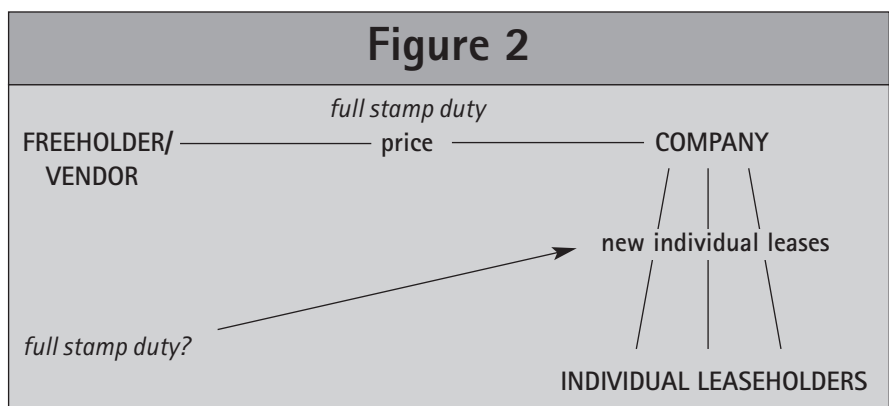 Figure 2
full stamp duty
FREEHOLDER/ price COMPANY
VENDOR
new individual leases
full stamp duty?
INDIVIDUAL LEASEHOLDERS